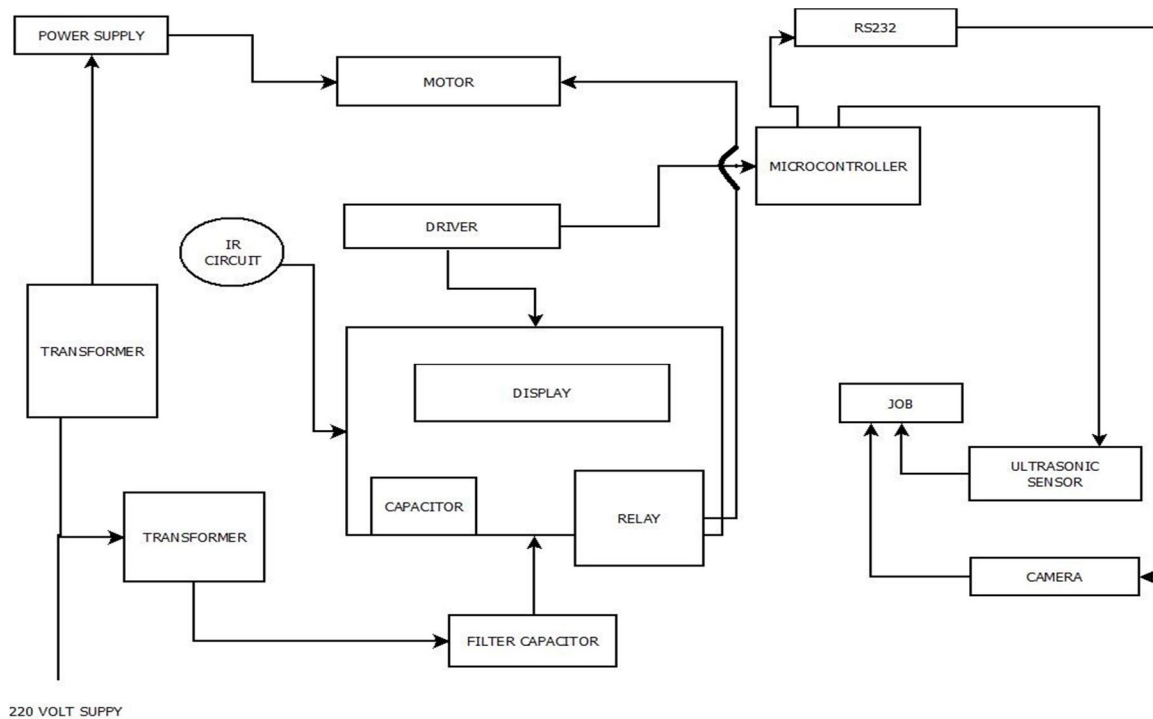 POWER SUPPLY
RS232
MOTOR
MICROCONTROLLER
DRIVER
IR
CIRCUIT
TRANSFORMER
DISPLAY
JOB
ULTRASONIC
SENSOR
CAPACITOR
RELAY
TRANSFORMER
CAMERA
FILTER CAPACITOR
220 VOLT SUPPY